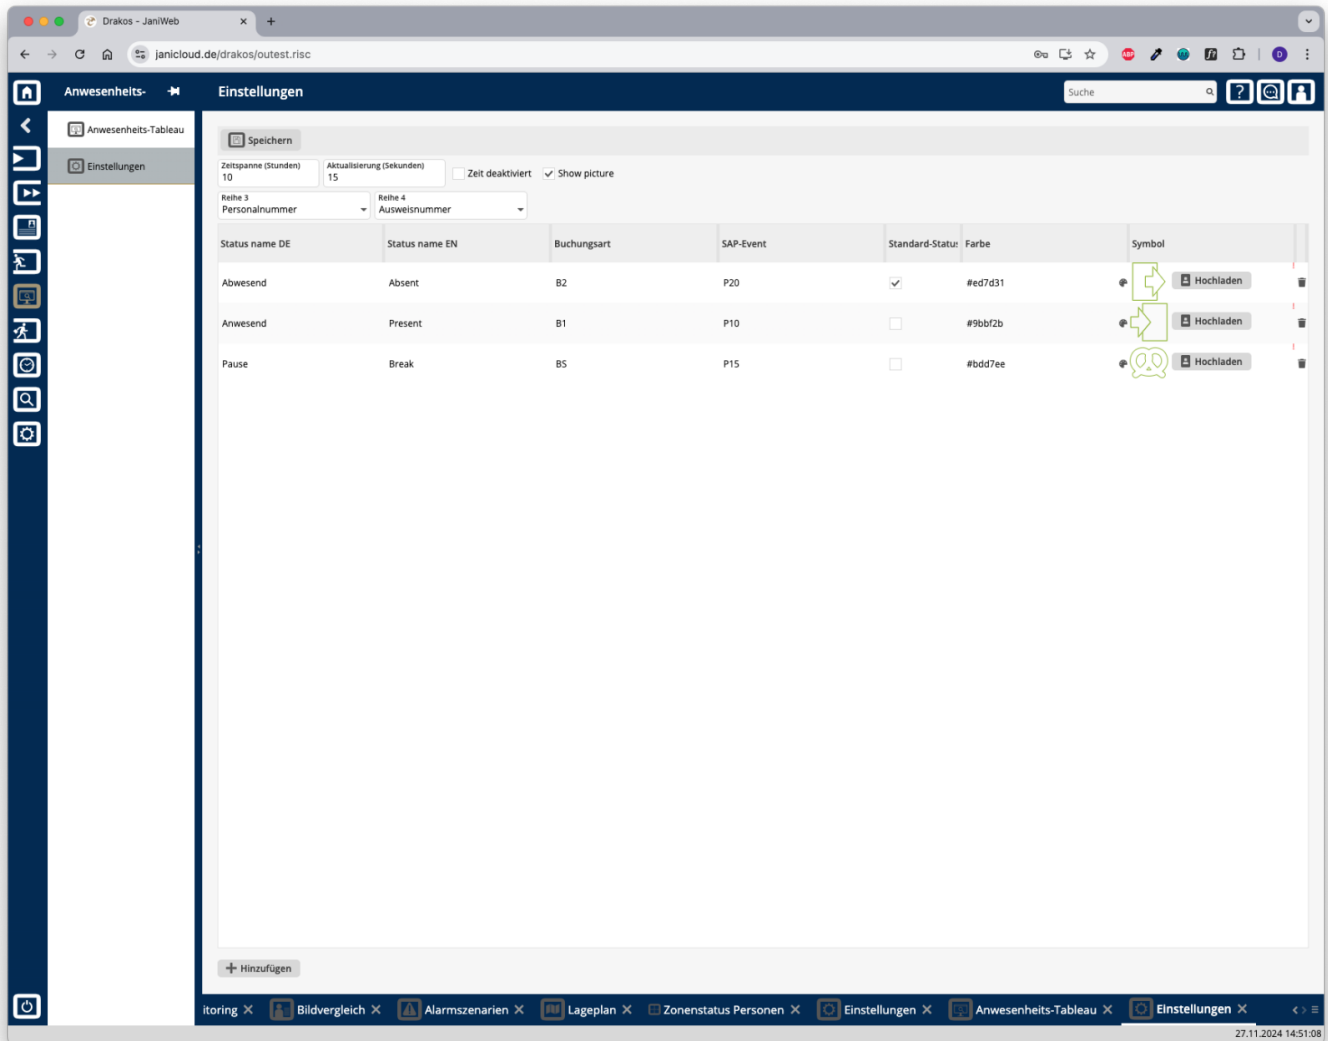 Drakos - JaniWeb
janicloud.de/drakos/outest.risc
ABP
D
Anwesenheits-
Einstellungen
Suche
Anwesenheits-Tableau
Einstellungen
Speichern
Zeitspanne (Stunden)
10
Aktualisierung (Sekunden)
15
Zeit deaktiviert
Show picture
Reihe 3
Personalnummer
Reihe 4
Ausweisnummer
Status name DE Status name EN Buchungsart SAP-Event Standard-Status Farbe Symbol
Abwesend Absent B2 P20 #ed7d31 Hochladen
Anwesend Present B1 P10 #9bbf2b Hochladen
Pause Break BS P15 #bdd7ee Hochladen
+ Hinzufügen
itoring Bildvergleich Alarmszenarien Lageplan Zonenstatus Personen Einstellungen Anwesenheits-Tableau Einstellungen
27.11.2024 14:51:08